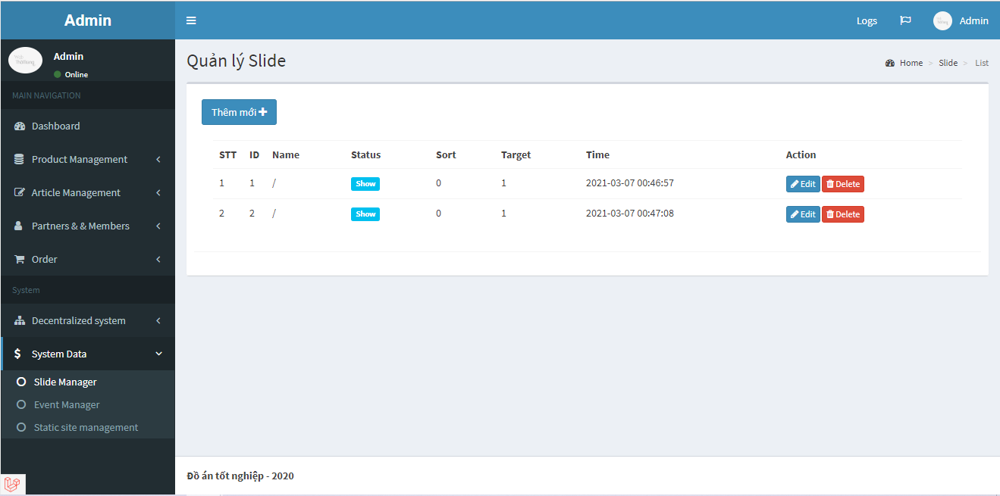 Admin
Logs
Admin
Admin
Online
MAIN NAVIGATION
Dashboard
Product Management
Article Management
Partners & & Members
Order
System
Decentralized system
System Data
Slide Manager
Event Manager
Static site management
Quản lý Slide
Home > Slide > List
Thêm mới
STT ID Name Status Sort Target Time Action
1 1 / Show 0 1 2021-03-07 00:46:57 Edit Delete
2 2 / Show 0 1 2021-03-07 00:47:08 Edit Delete
Đồ án tốt nghiệp - 2020